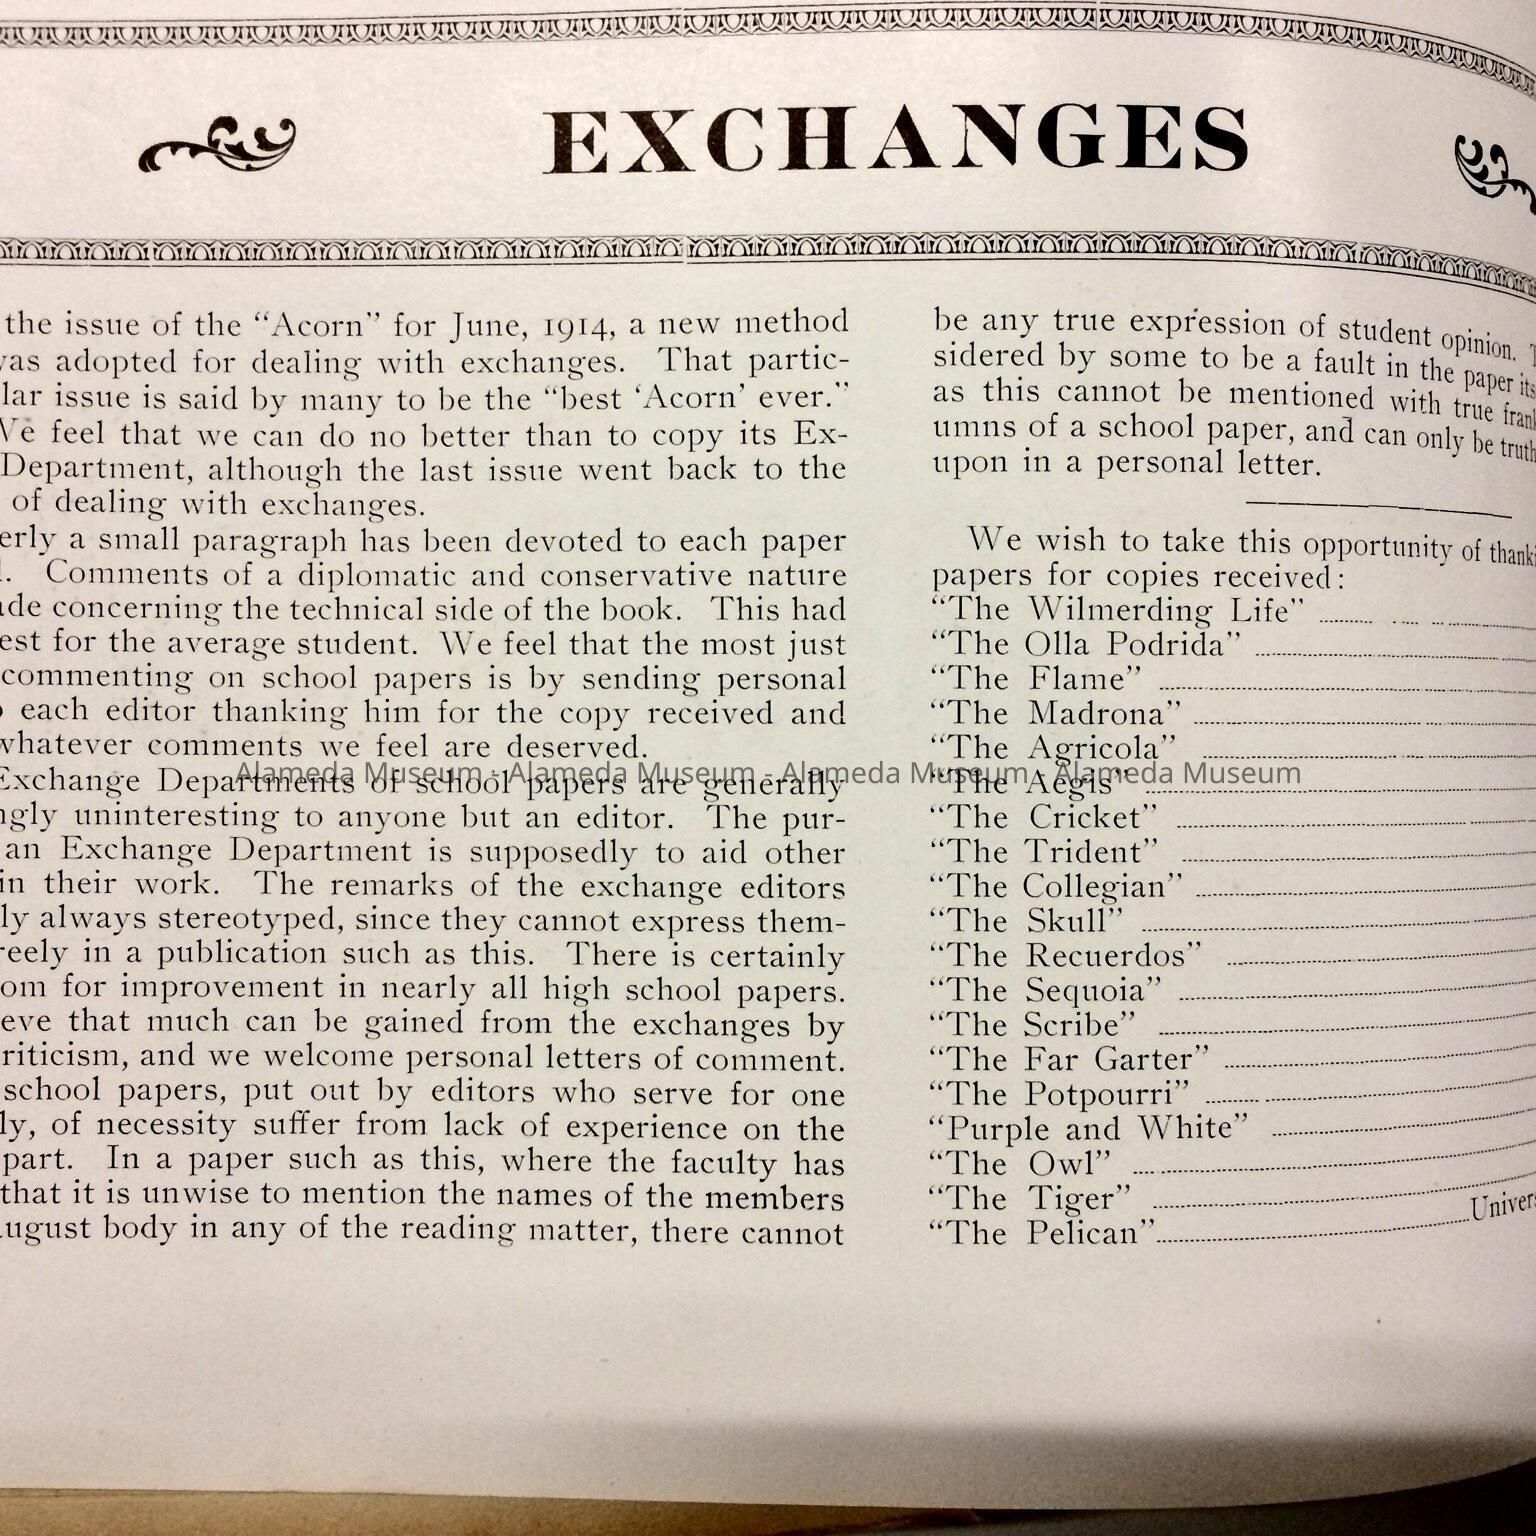 EXCHANGES
the issue of the “Acorn” for June, 1914, a new method
was adopted for dealing with exchanges. That partic-
lar issue is said by many to be the “best ‘Acorn’ ever.”
We feel that we can do no better than to copy its Ex-
Department, although the last issue went back to the
of dealing with exchanges.
erly a small paragraph has been devoted to each paper
Comments of a diplomatic and conservative nature
ade concerning the technical side of the book. This had
est for the average student. We feel that the most just
commenting on school papers is by sending personal
each editor thanking him for the copy received and
whatever comments we feel are deserved.
Exchange Departments of school papers are generally
ngly uninteresting to anyone but an editor. The pur-
an Exchange Department is supposedly to aid other
in their work. The remarks of the exchange editors
ly always stereotyped, since they cannot express them-
reely in a publication such as this. There is certainly
om for improvement in nearly all high school papers.
eve that much can be gained from the exchanges by
riticism, and we welcome personal letters of comment.
school papers, put out by editors who serve for one
ly, of necessity suffer from lack of experience on the
part. In a paper such as this, where the faculty has
that it is unwise to mention the names of the members
august body in any of the reading matter, there cannot
be any true expression of student opinion.
sidered by some to be a fault in the paper its
as this cannot be mentioned with true frank
umns of a school paper, and can only be truth
upon in a personal letter.
We wish to take this opportunity of thanki
papers for copies received:
“The Wilmerding Life”
“The Olla Podrida”
“The Flame”
“The Madrona”
“The Agricola”
“The Aegis”
“The Cricket”
“The Trident”
“The Collegian”
“The Skull”
“The Recuerdos”
“The Sequoia”
“The Scribe”
“The Far Garter”
“The Potpourri”
“Purple and White”
“The Owl”
“The Tiger”
“The Pelican” Univers
Alameda Museum - Alameda Museum - Alameda Museum - Alameda Museum